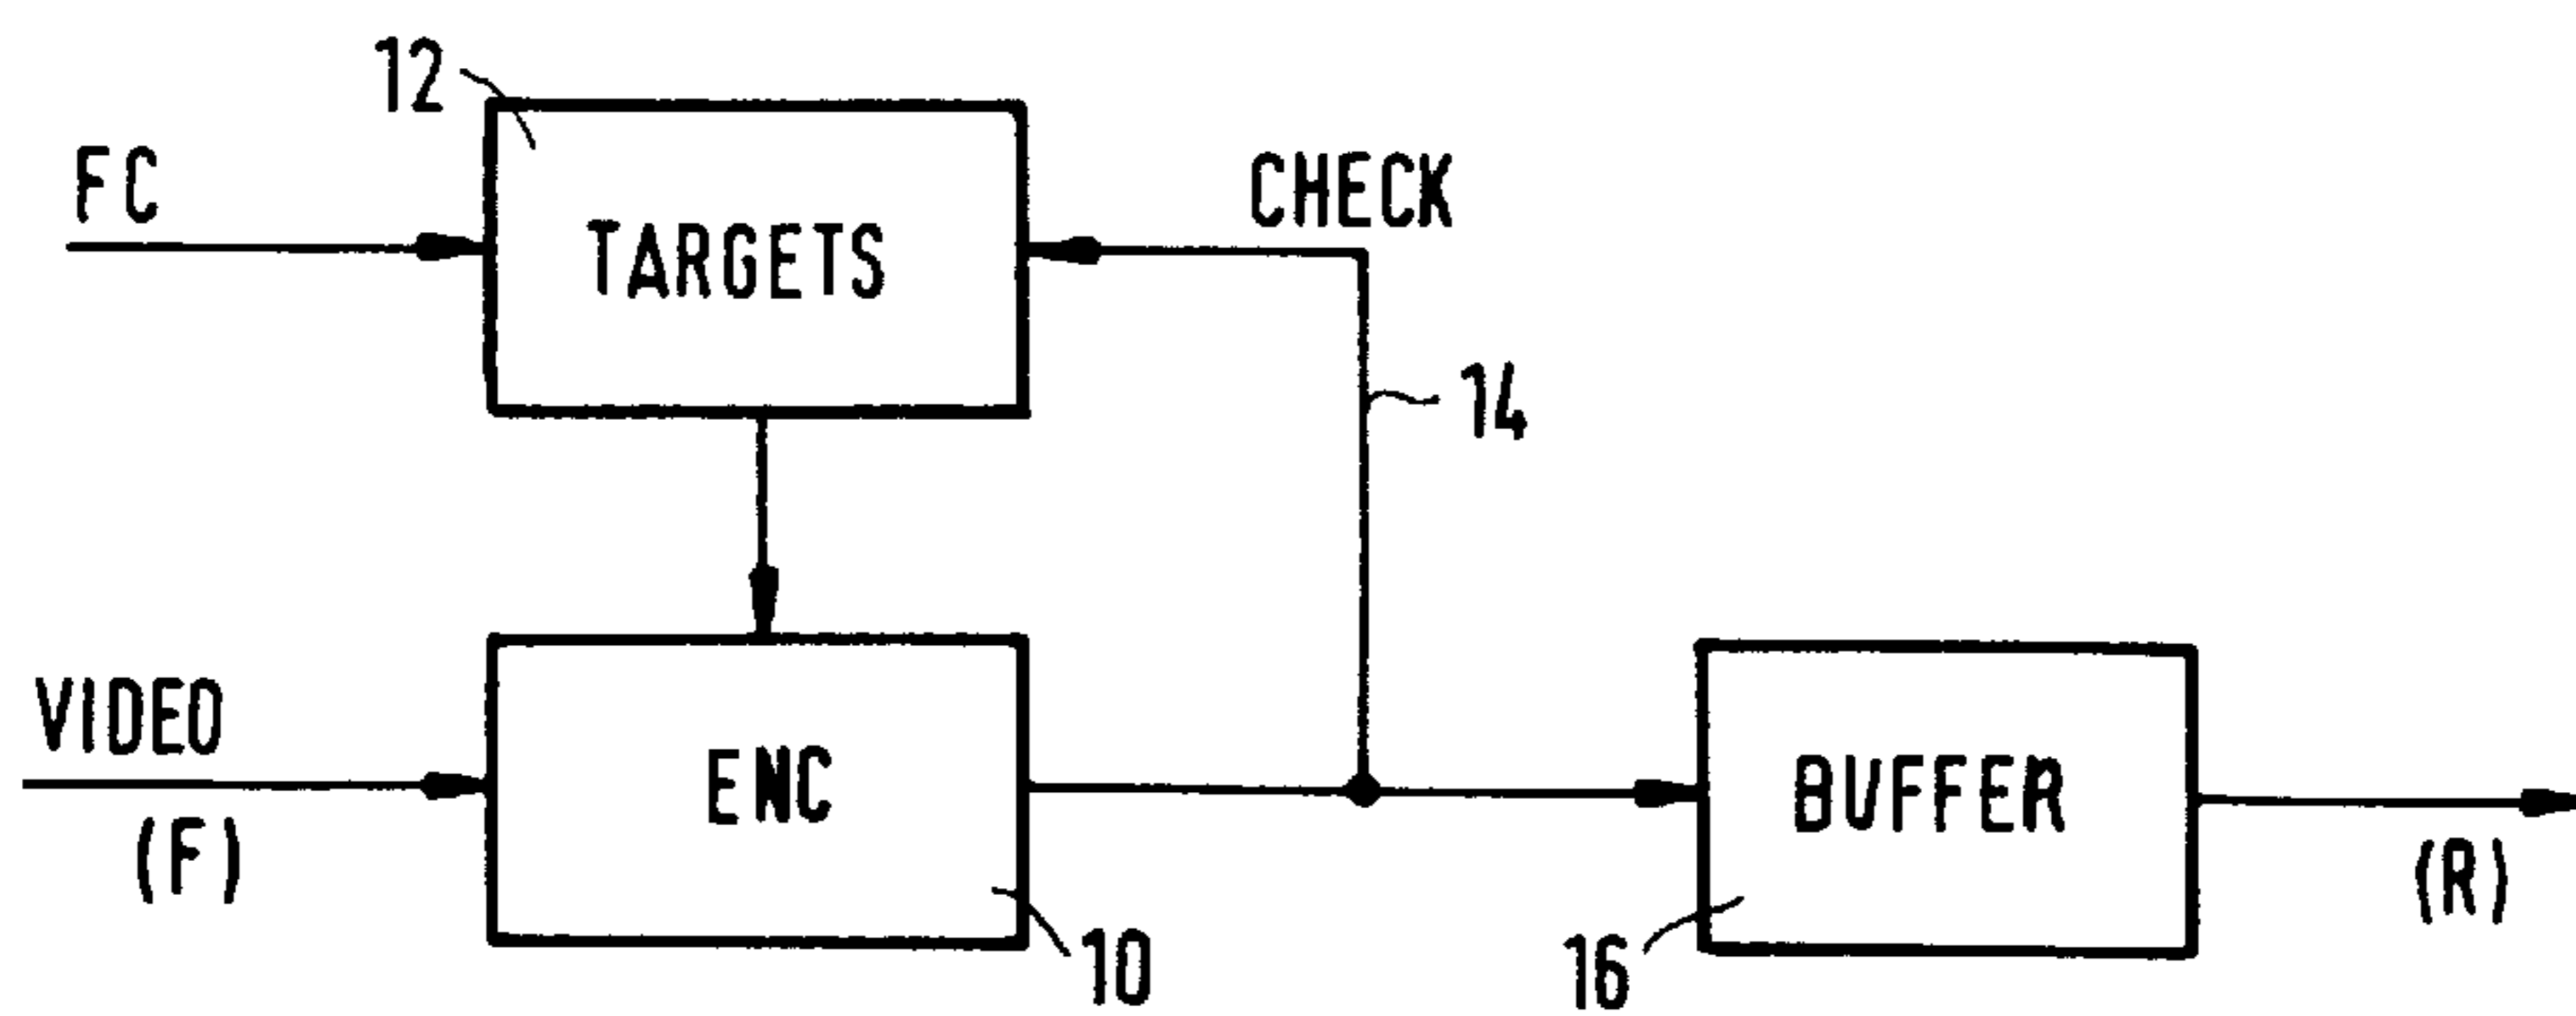 12
FC
TARGETS
CHECK
14
VIDEO
(F)
ENC
10
BUFFER
16
(R)